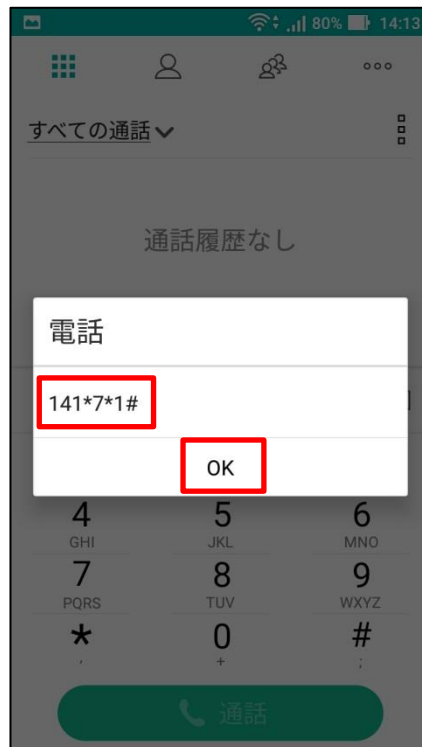 80% 14:13
すべての通話
通話履歴なし
電話
141*7*1#
OK
4 5 6
GHI JKL MNO
7 8 9
PQRS TUV WXYZ
* 0 #
, + ;
通話